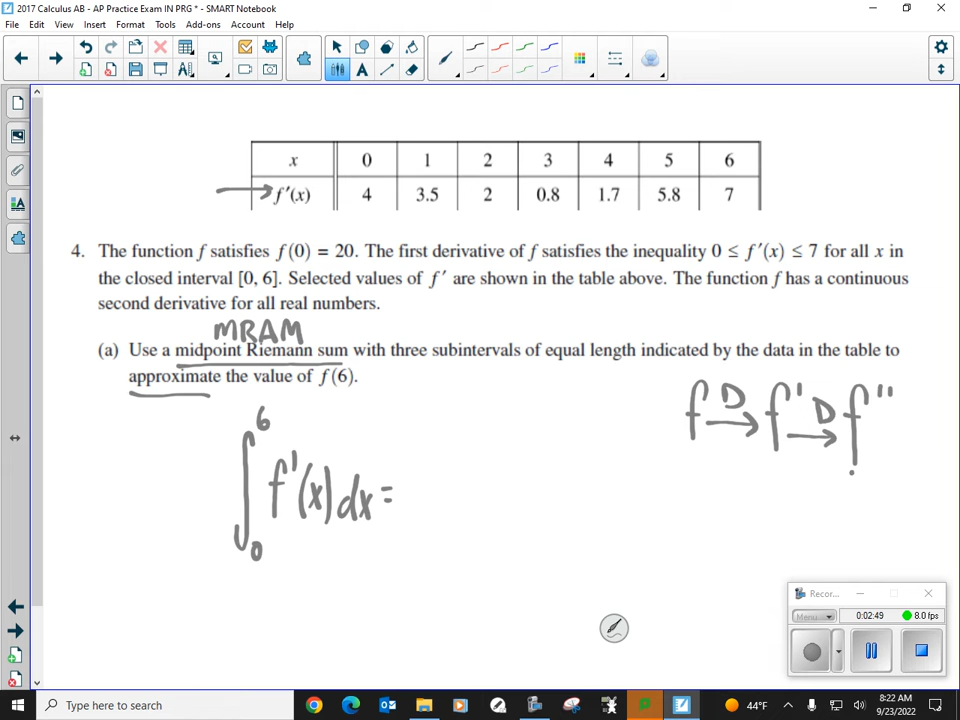 2017 Calculus AB - AP Practice Exam IN PRG * - SMART Notebook
File Edit View Insert Format Tools Add-ons Account Help
x 0 1 2 3 4 5 6
f′(x) 4 3.5 2 0.8 1.7 5.8 7
4. The function f satisfies f(0) = 20. The first derivative of f satisfies the inequality 0 ≤ f′(x) ≤ 7 for all x in
the closed interval [0, 6]. Selected values of f′ are shown in the table above. The function f has a continuous
second derivative for all real numbers.
MRAM
(a) Use a midpoint Riemann sum with three subintervals of equal length indicated by the data in the table to
approximate the value of f(6).
f D→ f' D→ f''
∫₀⁶ f'(x) dx =
Recor...
Menu
0:02:49 8.0 fps
Type here to search
44°F
8:22 AM
9/23/2022